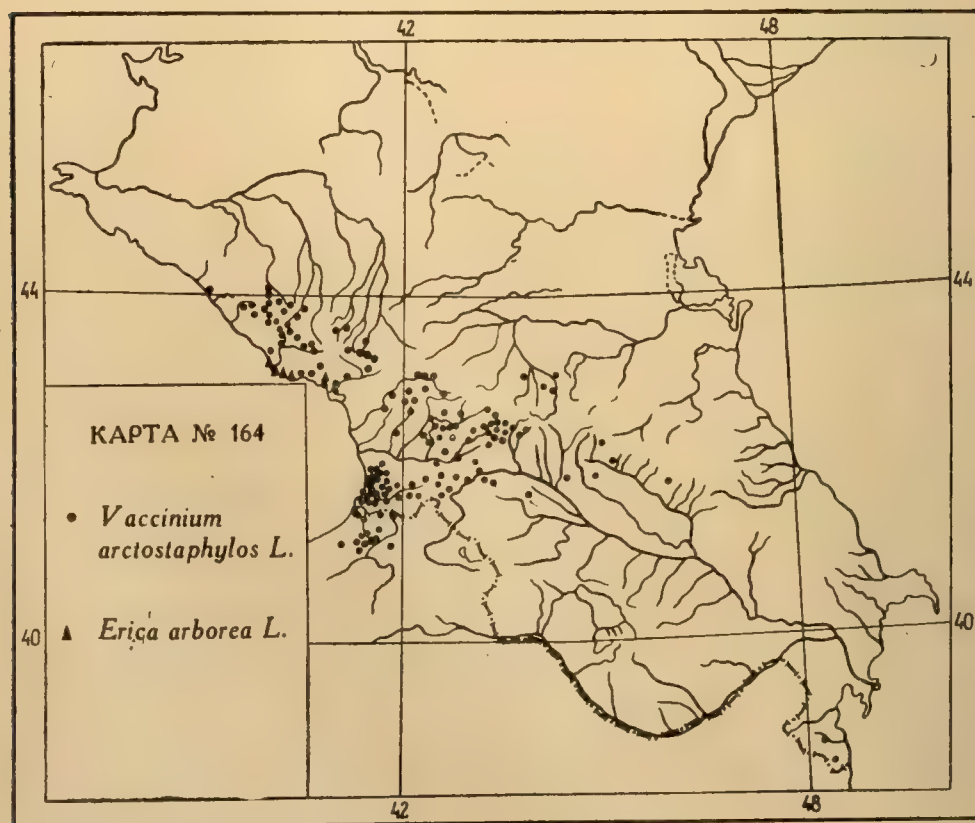 42 48
44 44
КАРТА № 164
• Vaccinium
arctostaphylos L.
▲ Erica arborea L.
40 40
42 48